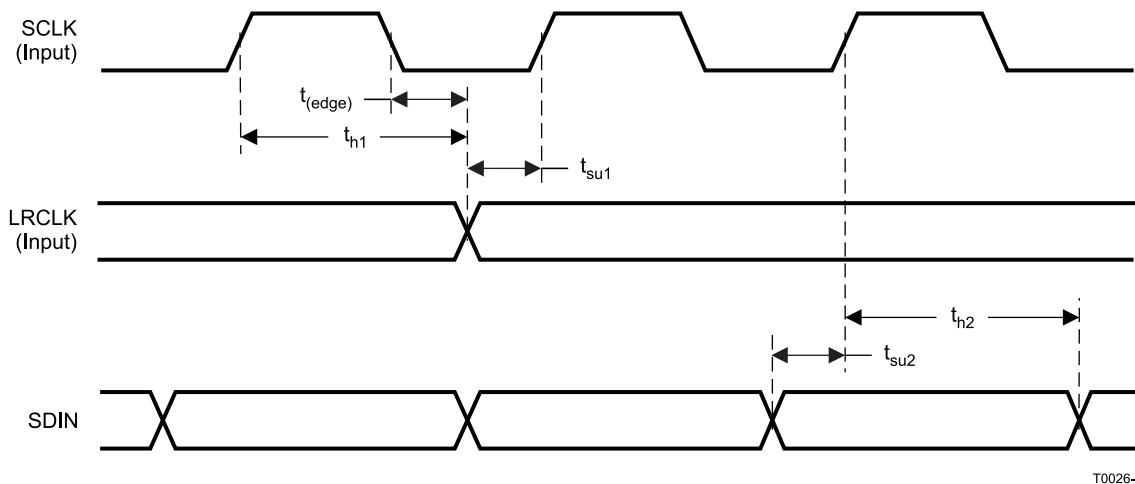 SCLK
(Input)
t(edge)
th1
tsu1
LRCLK
(Input)
th2
tsu2
SDIN
T0026-